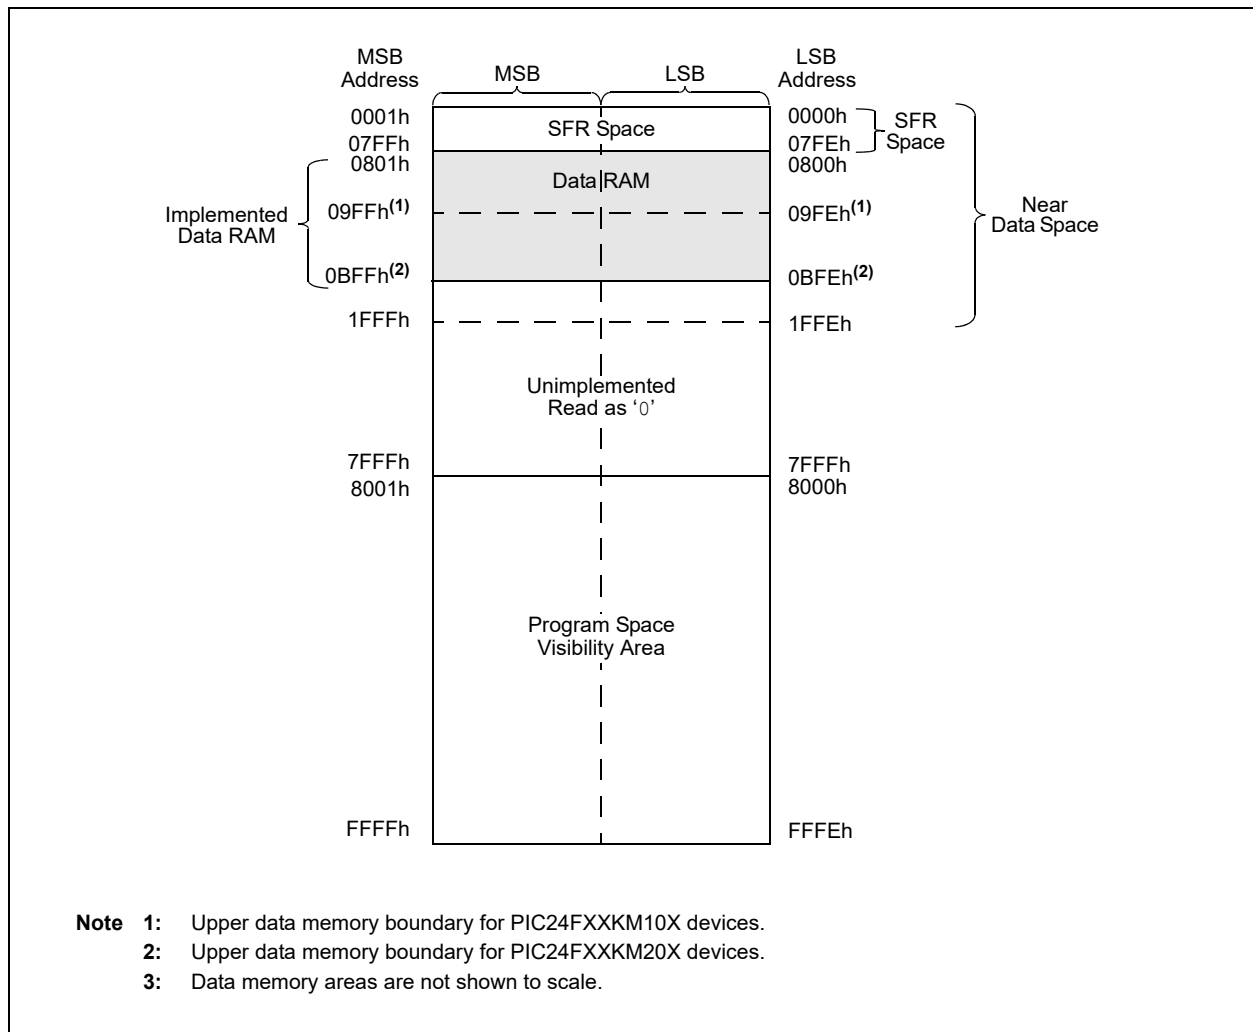 MSB
Address
MSB
LSB
LSB
Address
0001h
SFR Space
0000h
SFR
Space
07FFh
07FEh
0801h
Data RAM
0800h
Implemented
Data RAM
09FFh(1)
09FEh(1)
Near
Data Space
0BFFh(2)
0BFEh(2)
1FFFh
1FFEh
Unimplemented
Read as ‘0’
7FFFh
7FFFh
8001h
8000h
Program Space
Visibility Area
FFFFh
FFFEh
Note 1: Upper data memory boundary for PIC24FXXKM10X devices.
2: Upper data memory boundary for PIC24FXXKM20X devices.
3: Data memory areas are not shown to scale.